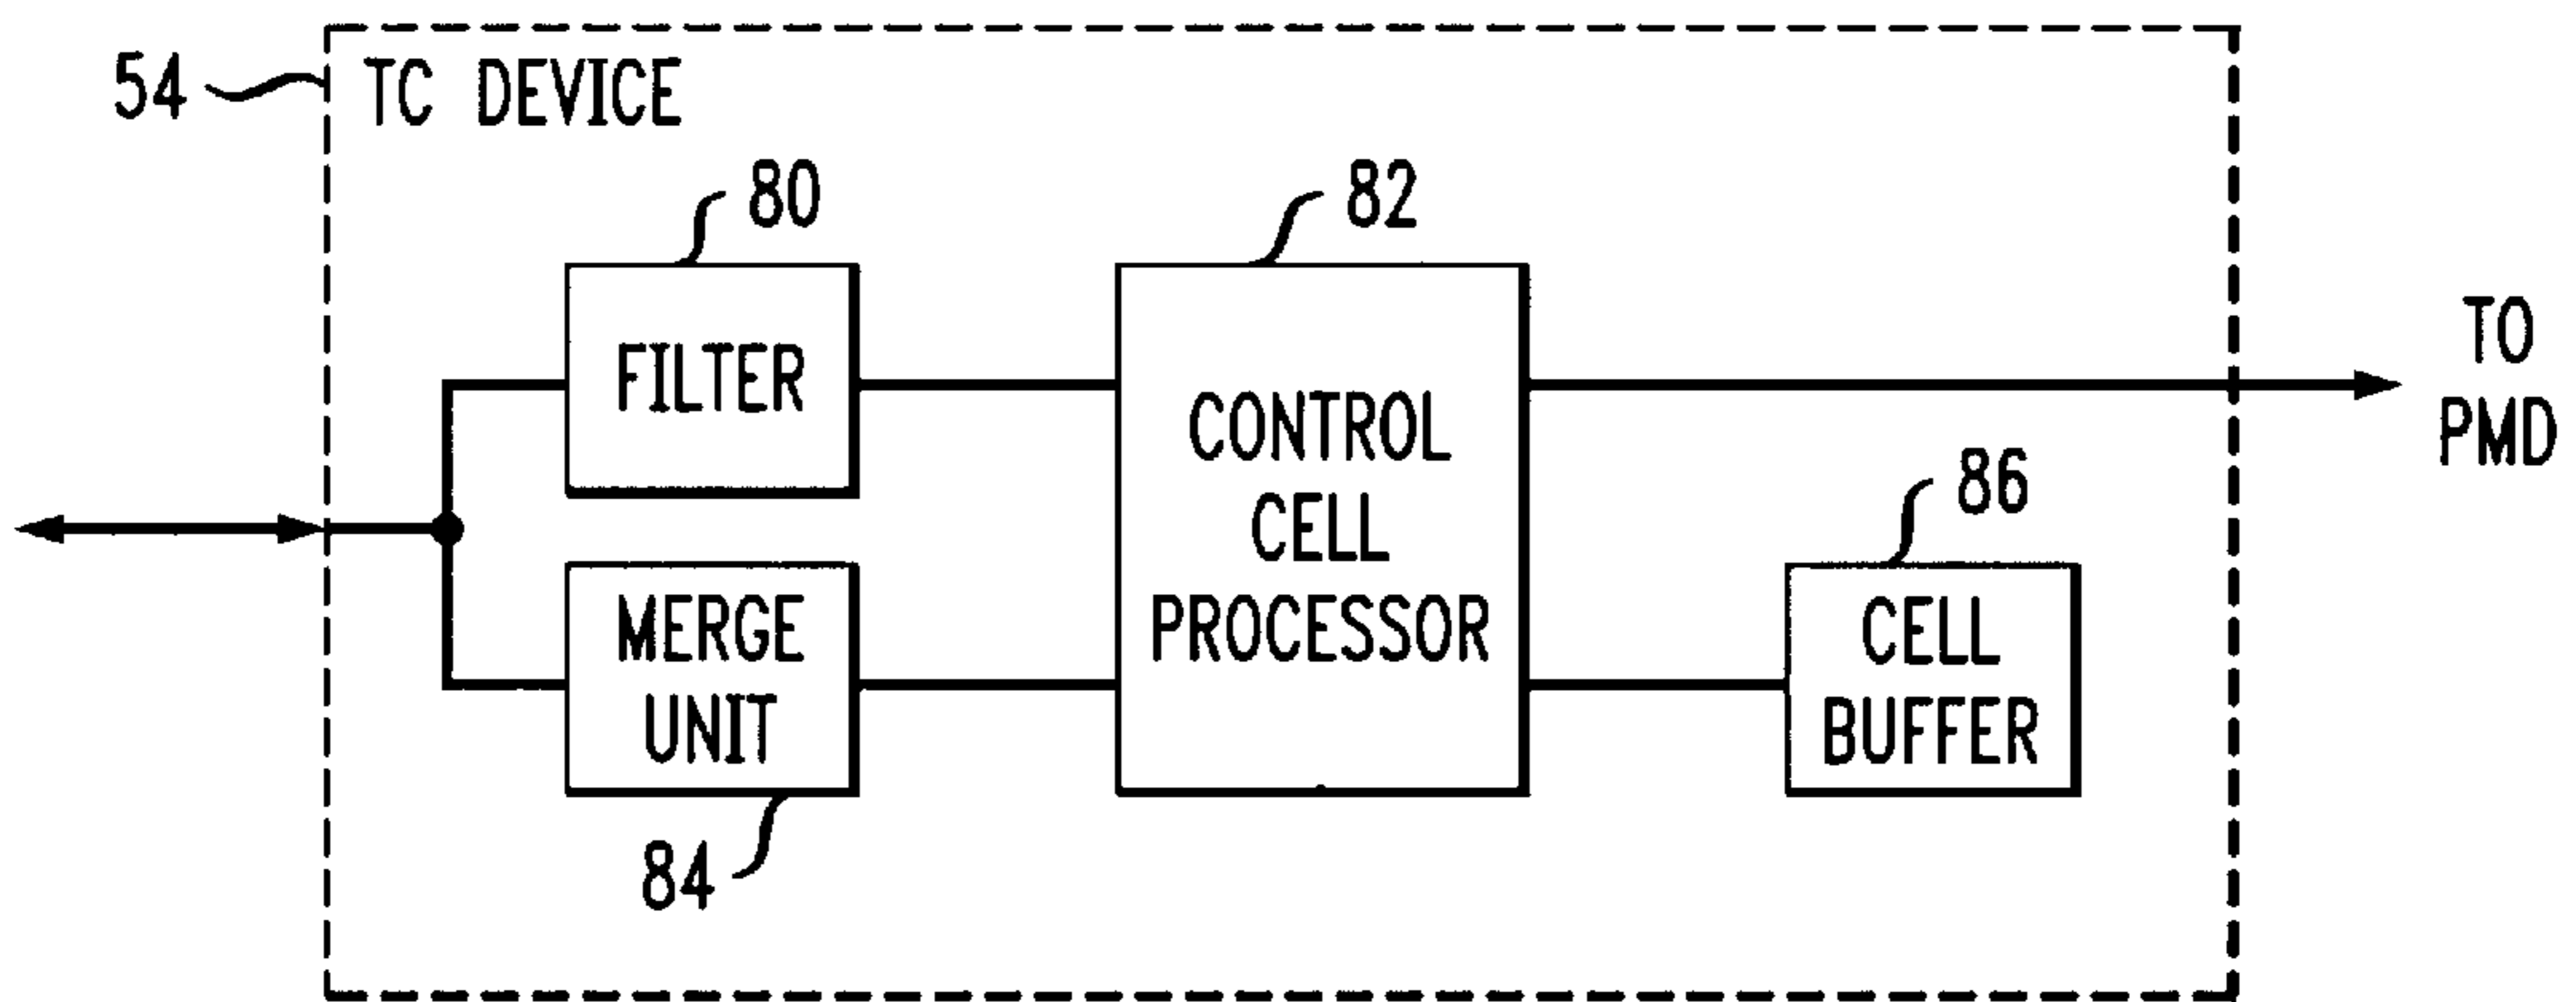 54
TC DEVICE
80
82
FILTER
CONTROL
CELL
PROCESSOR
TO
PMD
86
MERGE
UNIT
CELL
BUFFER
84